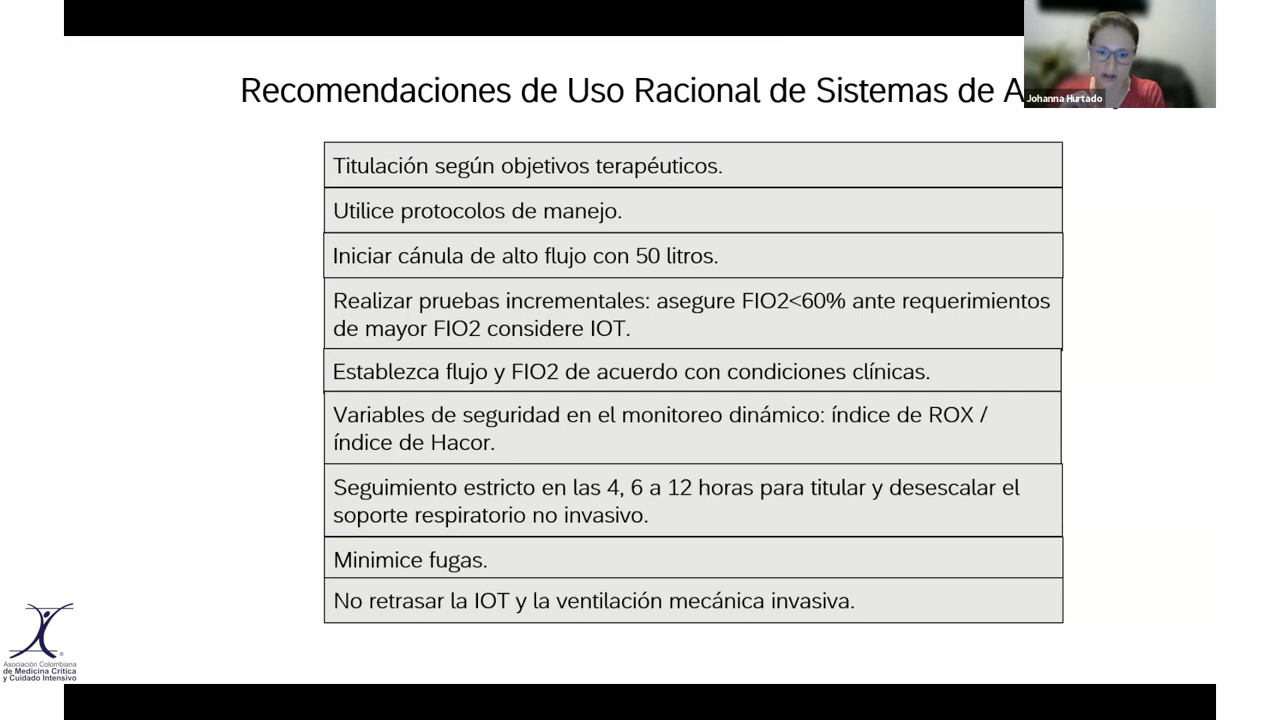 Recomendaciones de Uso Racional de Sistemas de
Johanna Hurtado
Titulación según objetivos terapéuticos.
Utilice protocolos de manejo.
Iniciar cánula de alto flujo con 50 litros.
Realizar pruebas incrementales: asegure FIO2<60% ante requerimientos
de mayor FIO2 considere IOT.
Establezca flujo y FIO2 de acuerdo con condiciones clínicas.
Variables de seguridad en el monitoreo dinámico: índice de ROX /
índice de Hacor.
Seguimiento estricto en las 4, 6 a 12 horas para titular y desescalar el
soporte respiratorio no invasivo.
Minimice fugas.
No retrasar la IOT y la ventilación mecánica invasiva.
®
Asociación Colombiana
de Medicina Crítica
y Cuidado Intensivo